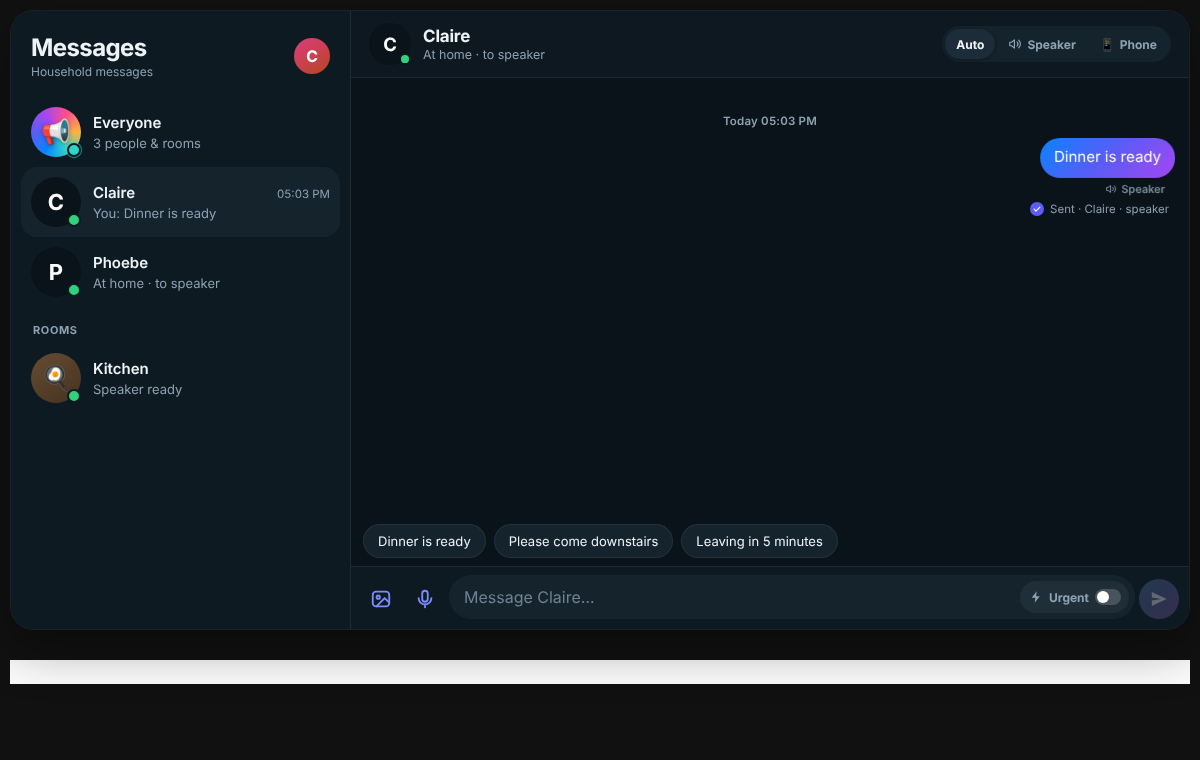 Messages
Household messages
C
Everyone
3 people & rooms
C
Claire
05:03 PM
You: Dinner is ready
P
Phoebe
At home · to speaker
ROOMS
Kitchen
Speaker ready
C
Claire
At home · to speaker
Auto
Speaker
Phone
Today 05:03 PM
Dinner is ready
Speaker
Sent · Claire · speaker
Dinner is ready
Please come downstairs
Leaving in 5 minutes
Message Claire...
Urgent